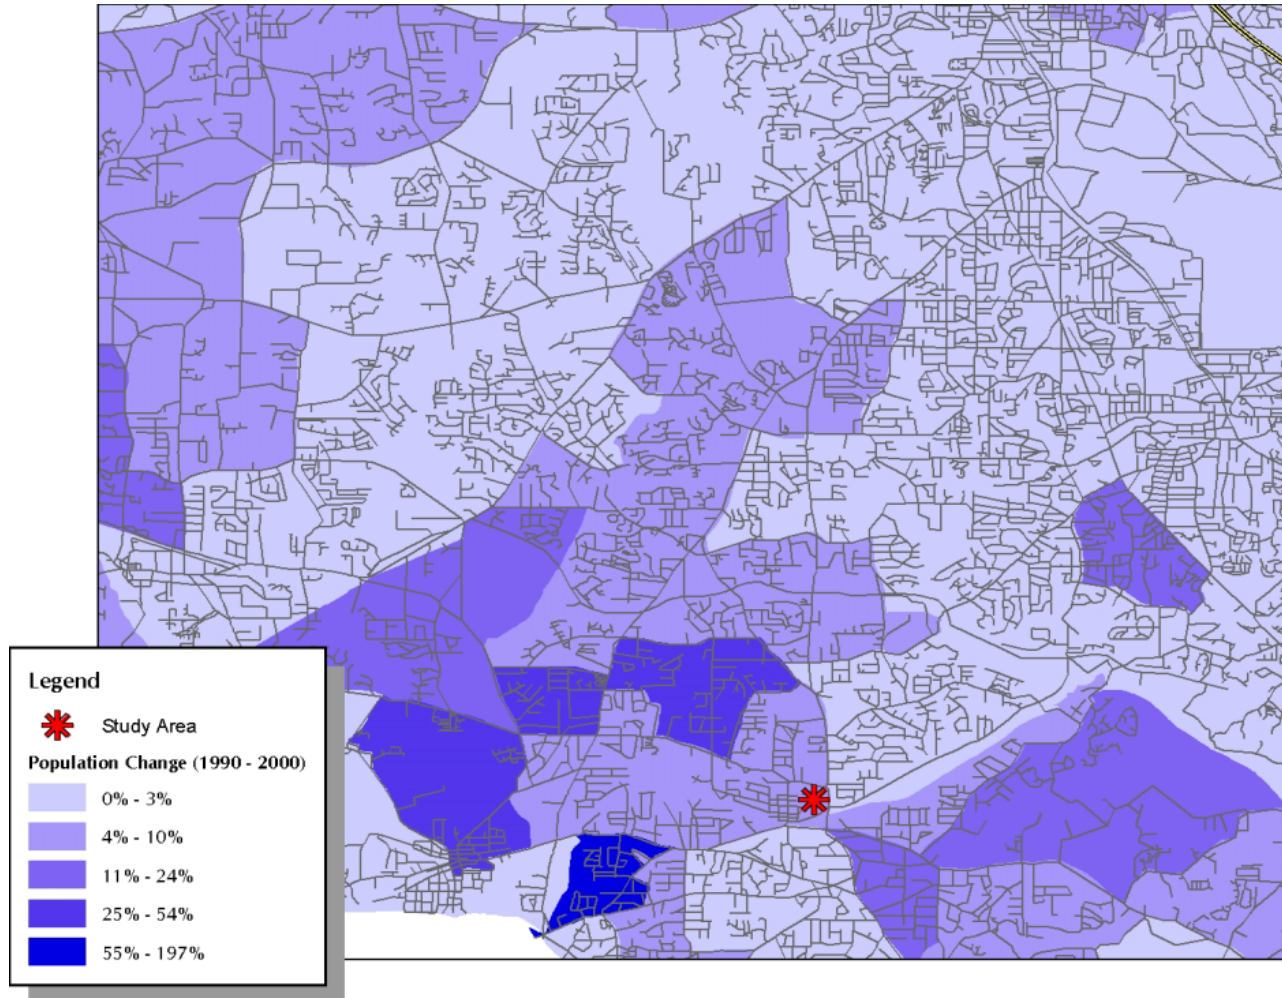 Legend
Study Area
Population Change (1990 - 2000)
0% - 3%
4% - 10%
11% - 24%
25% - 54%
55% - 197%